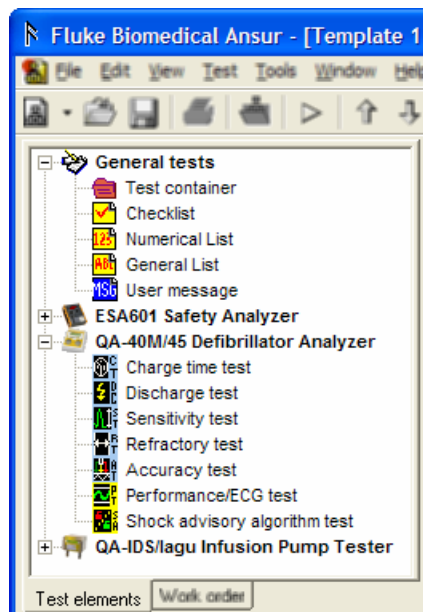 Fluke Biomedical Ansur - [Template 1
File Edit View Test Tools Window Help
General tests
Test container
Checklist
Numerical List
General List
User message
ESA601 Safety Analyzer
QA-40M/45 Defibrillator Analyzer
Charge time test
Discharge test
Sensitivity test
Refractory test
Accuracy test
Performance/ECG test
Shock advisory algorithm test
QA-IDS/Iagu Infusion Pump Tester
Test elements Work order